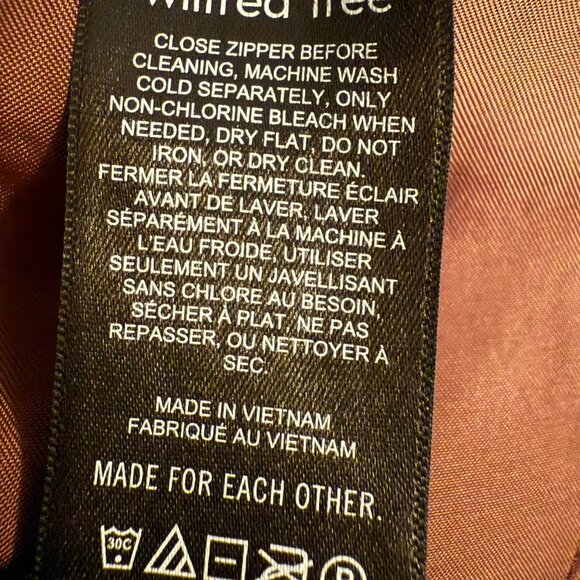 wilfred free
CLOSE ZIPPER BEFORE
CLEANING, MACHINE WASH
COLD SEPARATELY, ONLY
NON-CHLORINE BLEACH WHEN
NEEDED, DRY FLAT, DO NOT
IRON, OR DRY CLEAN.
FERMER LA FERMETURE ÉCLAIR
AVANT DE LAVER, LAVER
SÉPARÉMENT À LA MACHINE À
L'EAU FROIDE, UTILISER
SEULEMENT UN JAVELLISANT
SANS CHLORE AU BESOIN,
SÉCHER À PLAT, NE PAS
REPASSER, OU NETTOYER À
SEC.
MADE IN VIETNAM
FABRIQUÉ AU VIETNAM
MADE FOR EACH OTHER.
30C
P